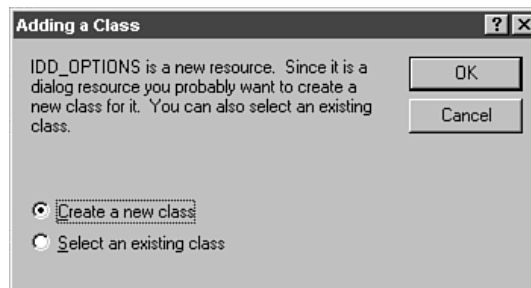 Adding a Class
IDD_OPTIONS is a new resource. Since it is a
dialog resource you probably want to create a
new class for it. You can also select an existing
class.
OK
Cancel
Create a new class
Select an existing class